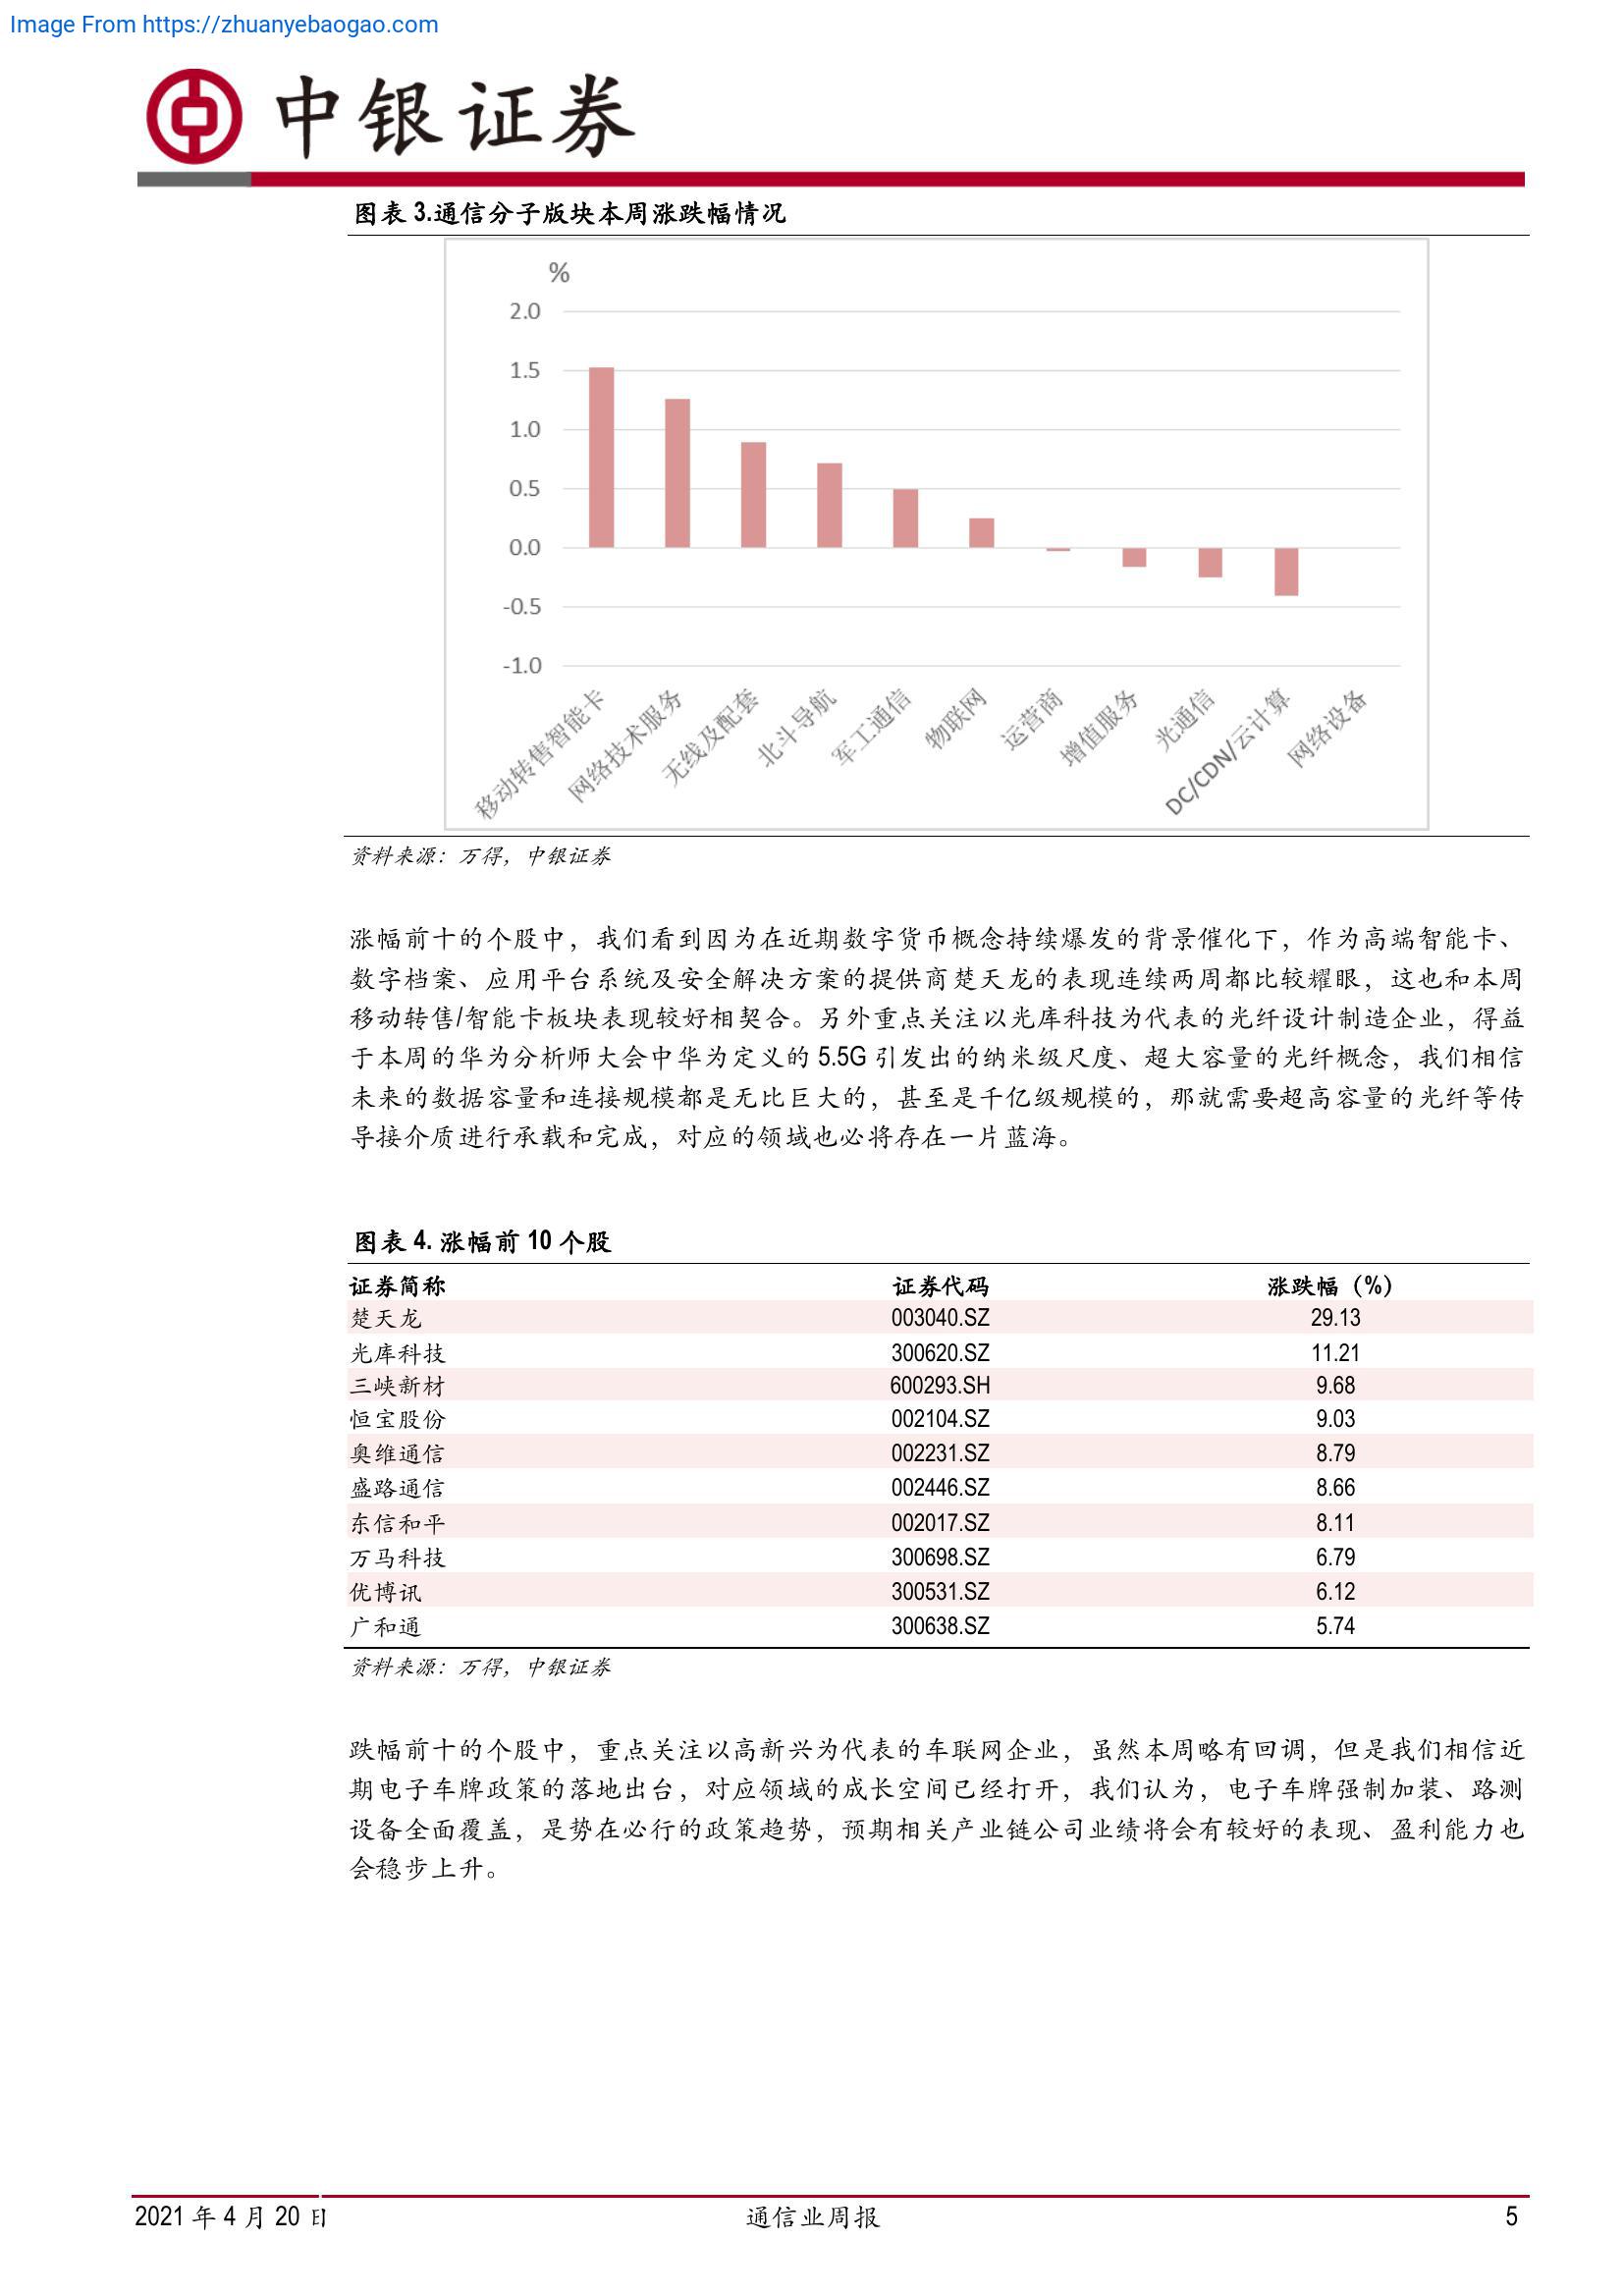 Image From https://zhuanyebaogao.com
中银证券
图表 3.通信分子版块本周涨跌幅情况
%
2.0
1.5
1.0
0.5
0.0
-0.5
-1.0
移动转售智能卡
网络技术服务
无线及配套
北斗导航
军工通信
物联网
运营商
增值服务
光通信
DC/CDN/云计算
网络设备
资料来源：万得，中银证券
涨幅前十的个股中，我们看到因为在近期数字货币概念持续爆发的背景催化下，作为高端智能卡、
数字档案、应用平台系统及安全解决方案的提供商楚天龙的表现连续两周都比较耀眼，这也和本周
移动转售/智能卡板块表现较好相契合。另外重点关注以光库科技为代表的光纤设计制造企业，得益
于本周的华为分析师大会中华为定义的 5.5G 引发出的纳米级尺度、超大容量的光纤概念，我们相信
未来的数据容量和连接规模都是无比巨大的，甚至是千亿级规模的，那就需要超高容量的光纤等传
导接介质进行承载和完成，对应的领域也必将存在一片蓝海。
图表 4. 涨幅前 10 个股
证券简称 证券代码 涨跌幅（%）
楚天龙 003040.SZ 29.13
光库科技 300620.SZ 11.21
三峡新材 600293.SH 9.68
恒宝股份 002104.SZ 9.03
奥维通信 002231.SZ 8.79
盛路通信 002446.SZ 8.66
东信和平 002017.SZ 8.11
万马科技 300698.SZ 6.79
优博讯 300531.SZ 6.12
广和通 300638.SZ 5.74
资料来源：万得，中银证券
跌幅前十的个股中，重点关注以高新兴为代表的车联网企业，虽然本周略有回调，但是我们相信近
期电子车牌政策的落地出台，对应领域的成长空间已经打开，我们认为，电子车牌强制加装、路测
设备全面覆盖，是势在必行的政策趋势，预期相关产业链公司业绩将会有较好的表现、盈利能力也
会稳步上升。
2021 年 4 月 20 日 通信业周报 5